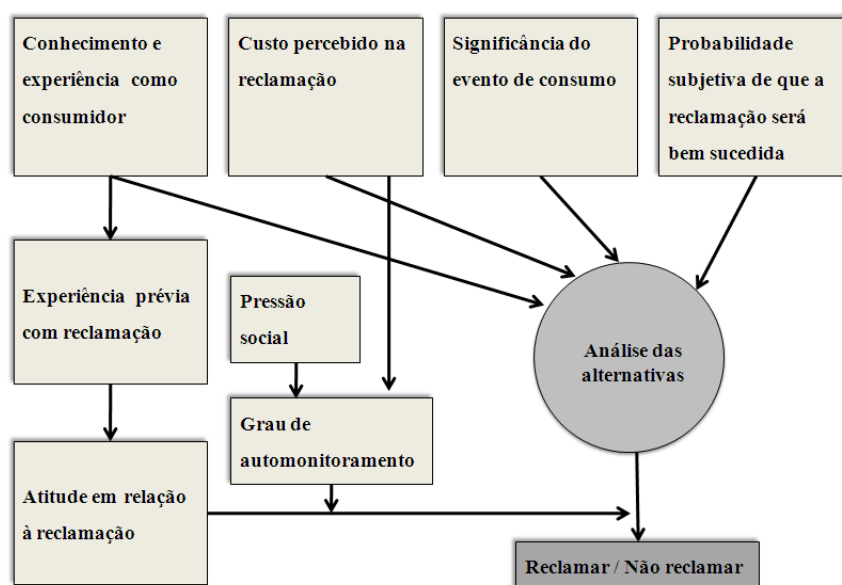 Conhecimento e
experiência como
consumidor
Custo percebido na
reclamação
Significância do
evento de consumo
Probabilidade
subjetiva de que a
reclamação será
bem sucedida
Experiência prévia
com reclamação
Pressão
social
Análise das
alternativas
Grau de
automonitoramento
Atitude em relação
à reclamação
Reclamar / Não reclamar